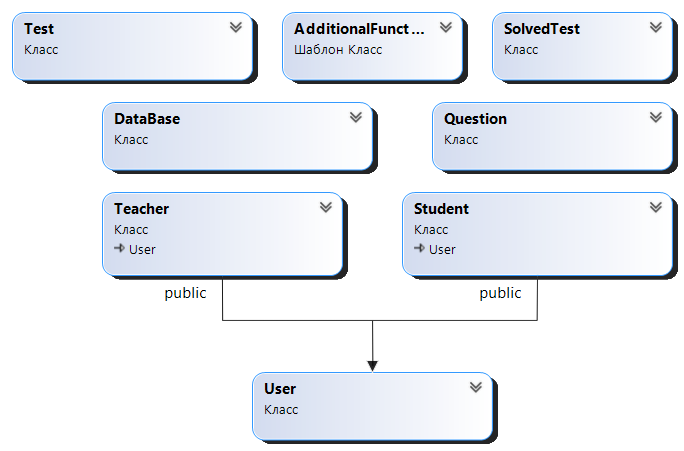 Test
Класс
AdditionalFunct ...
Шаблон Класс
SolvedTest
Класс
DataBase
Класс
Question
Класс
Teacher
Класс
User
Student
Класс
User
public
public
User
Класс